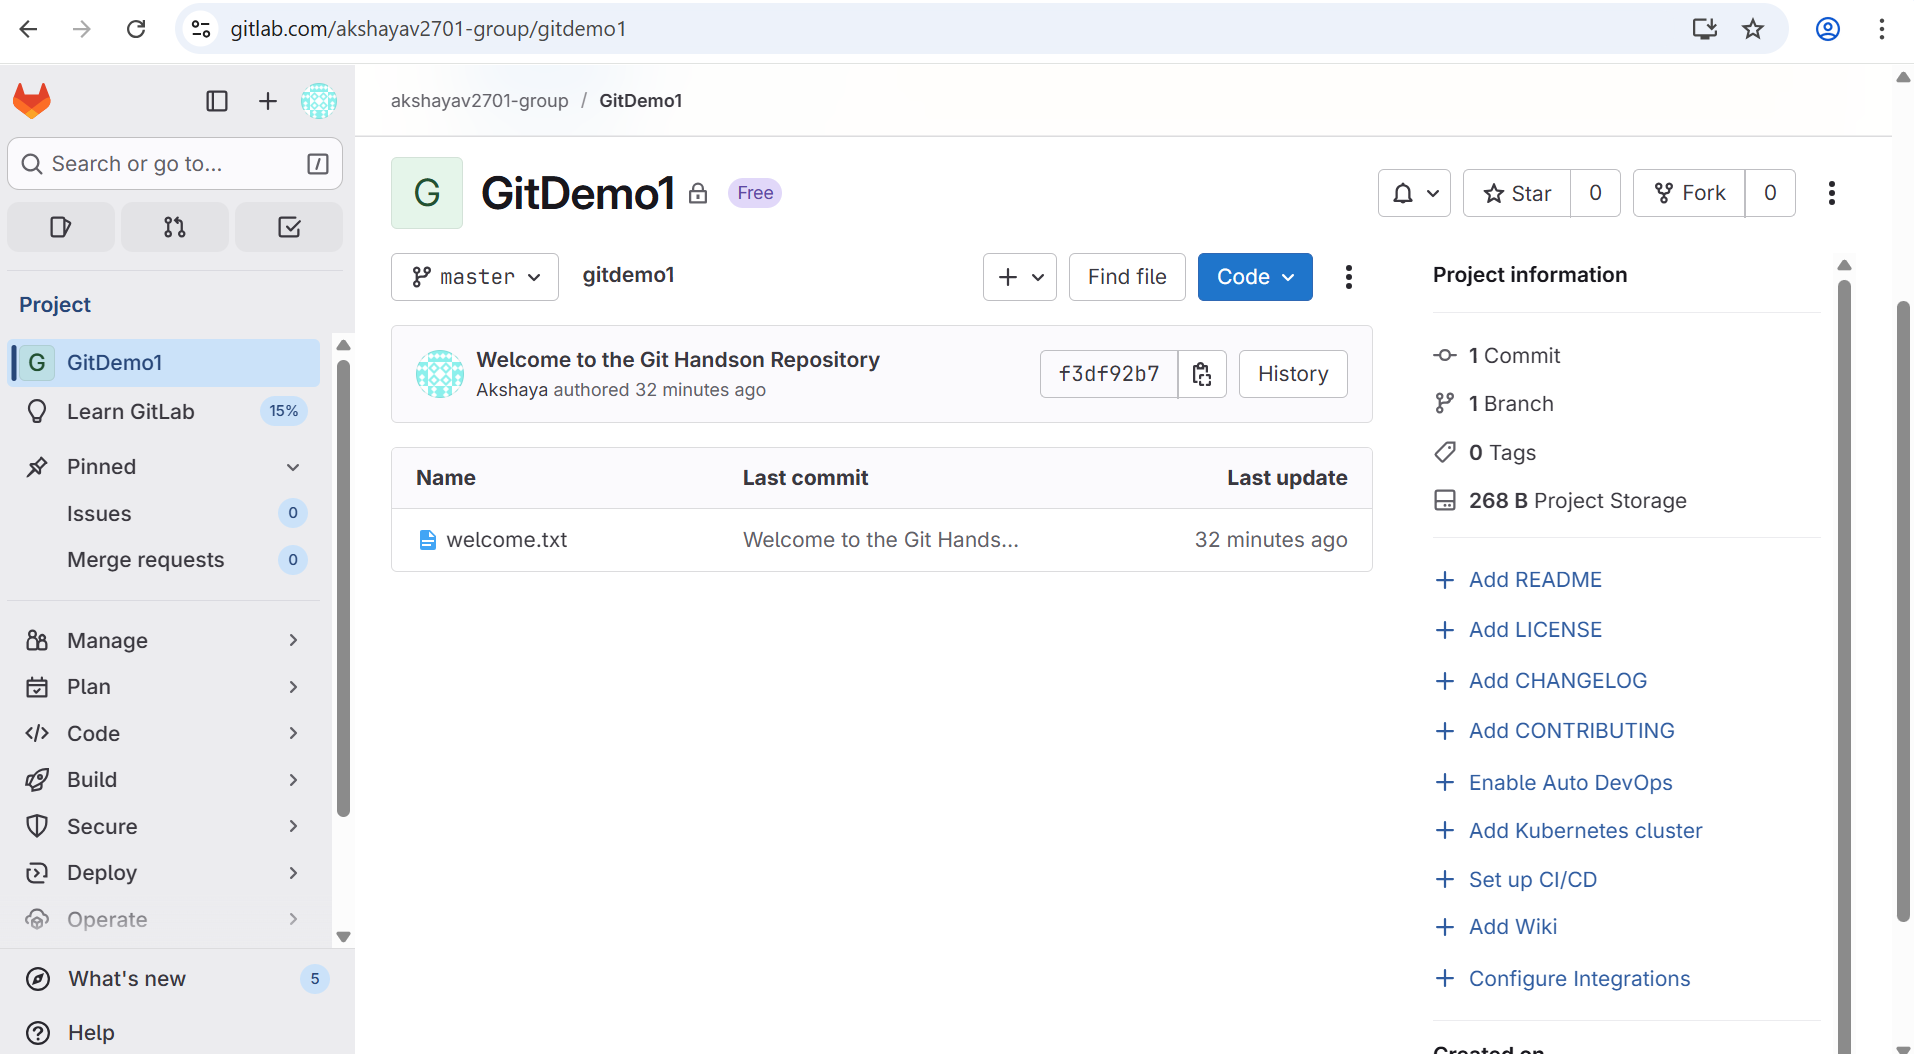 gitlab.com/akshayav2701-group/gitdemo1
akshayav2701-group / GitDemo1
Search or go to... /
G GitDemo1 Free
Star 0 Fork 0
master gitdemo1 Find file Code
Project
G GitDemo1
Learn GitLab 15%
Pinned
Issues 0
Merge requests 0
Manage
Plan
Code
Build
Secure
Deploy
Operate
What's new 5
Help
Welcome to the Git Handson Repository
Akshaya authored 32 minutes ago
f3df92b7 History
Name Last commit Last update
welcome.txt Welcome to the Git Hands... 32 minutes ago
Project information
1 Commit
1 Branch
0 Tags
268 B Project Storage
Add README
Add LICENSE
Add CHANGELOG
Add CONTRIBUTING
Enable Auto DevOps
Add Kubernetes cluster
Set up CI/CD
Add Wiki
Configure Integrations
Created on